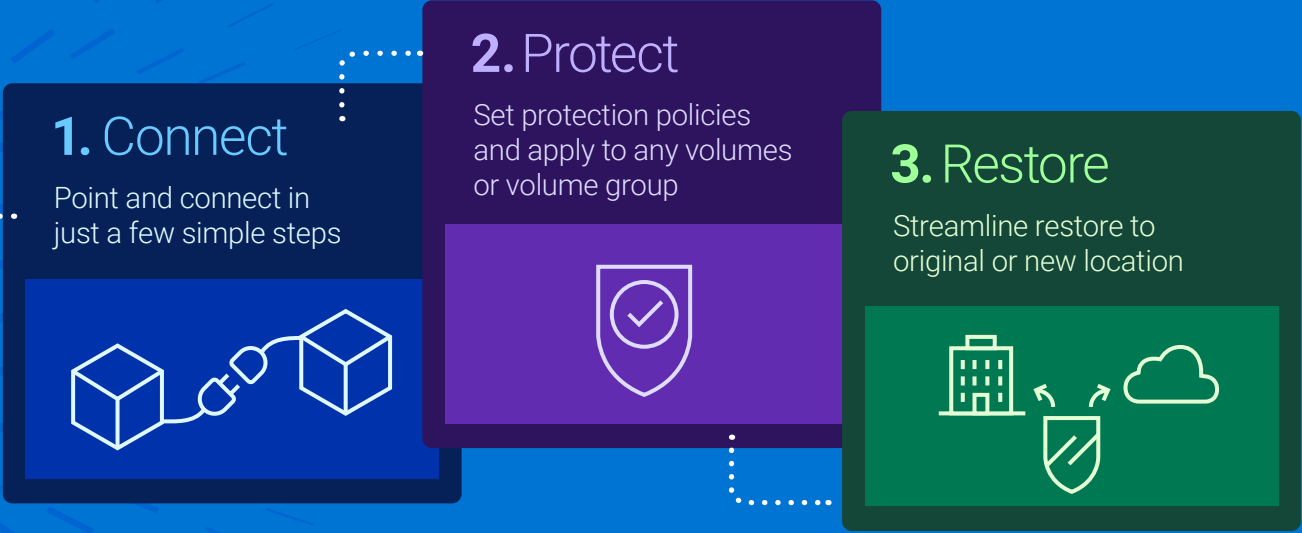 1. Connect
Point and connect in
just a few simple steps
2. Protect
Set protection policies
and apply to any volumes
or volume group
3. Restore
Streamline restore to
original or new location